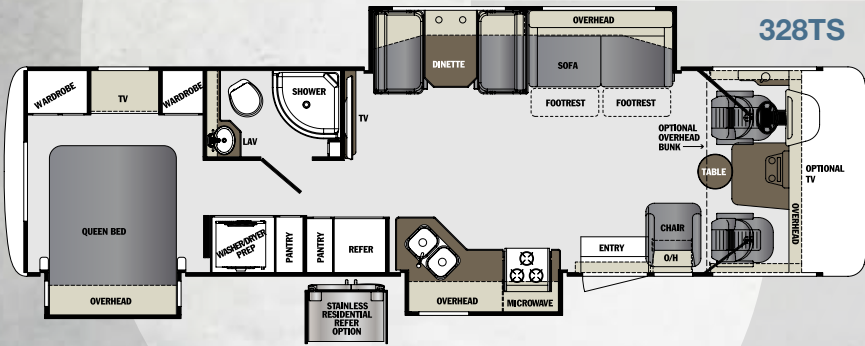 328TS
OVERHEAD
DINETTE
SOFA
WARDROBE
TV
WARDROBE
SHOWER
TV
FOOTREST
FOOTREST
LAV
OPTIONAL
OVERHEAD
BUNK
TABLE
OPTIONAL
TV
OVERHEAD
QUEEN BED
WASHER/DRYER
PREP
PANTRY
PANTRY
REFER
ENTRY
CHAIR
O/H
OVERHEAD
STAINLESS
RESIDENTIAL
REFER
OPTION
OVERHEAD
MICROWAVE